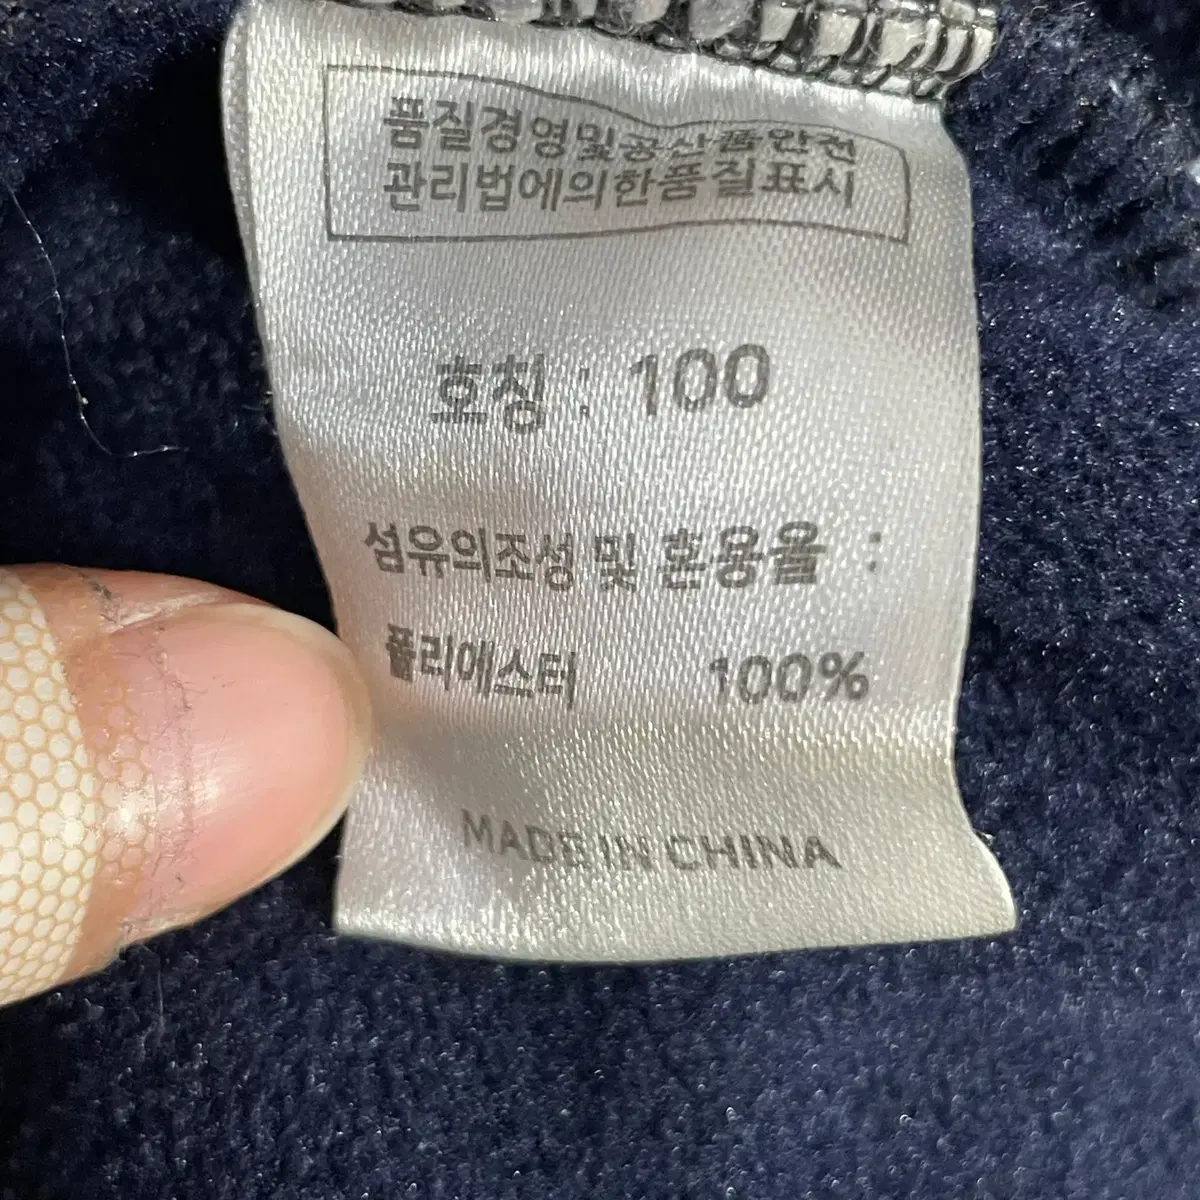 품질경영및공산품안전
관리법에의한품질표시
호칭 : 100
섬유의조성 및 혼용율 :
폴리에스터 100%
MADE IN CHINA